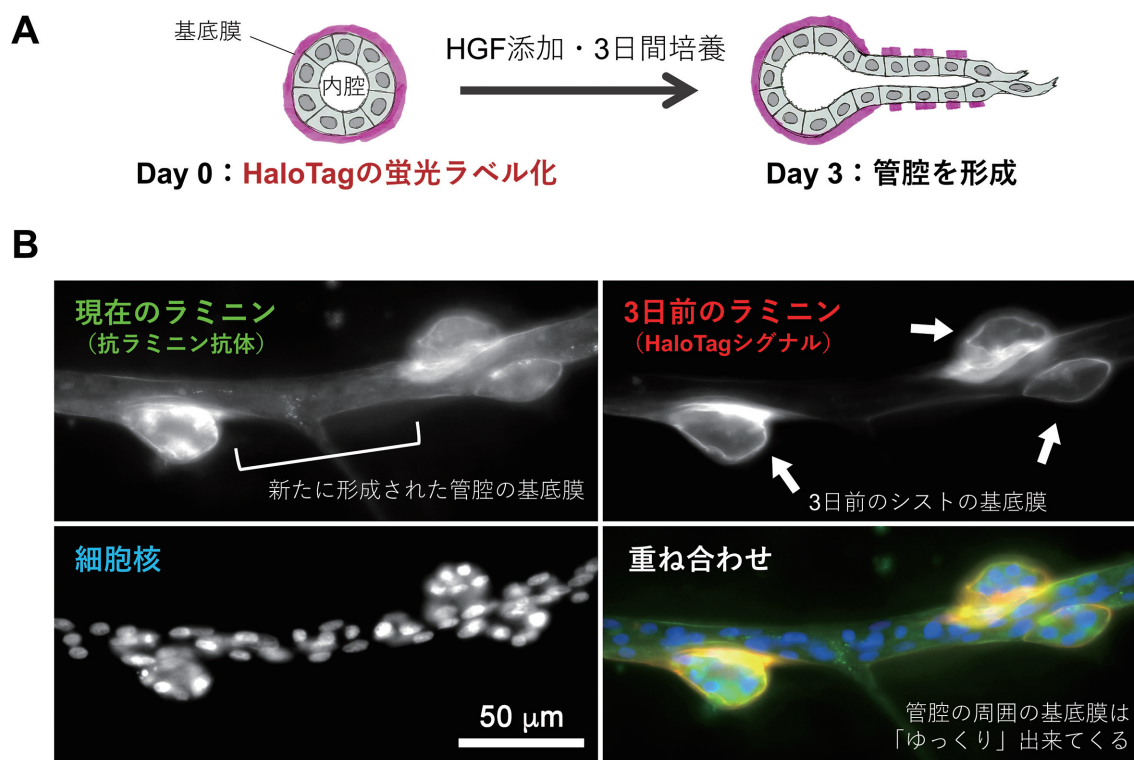 A
基底膜
内腔
HGF添加・3日間培養
Day 0：HaloTagの蛍光ラベル化
Day 3：管腔を形成
B
現在のラミニン
（抗ラミニン抗体）
新たに形成された管腔の基底膜
3日前のラミニン
（HaloTagシグナル）
3日前のシストの基底膜
細胞核
50 μm
重ね合わせ
管腔の周囲の基底膜は
「ゆっくり」出来てくる